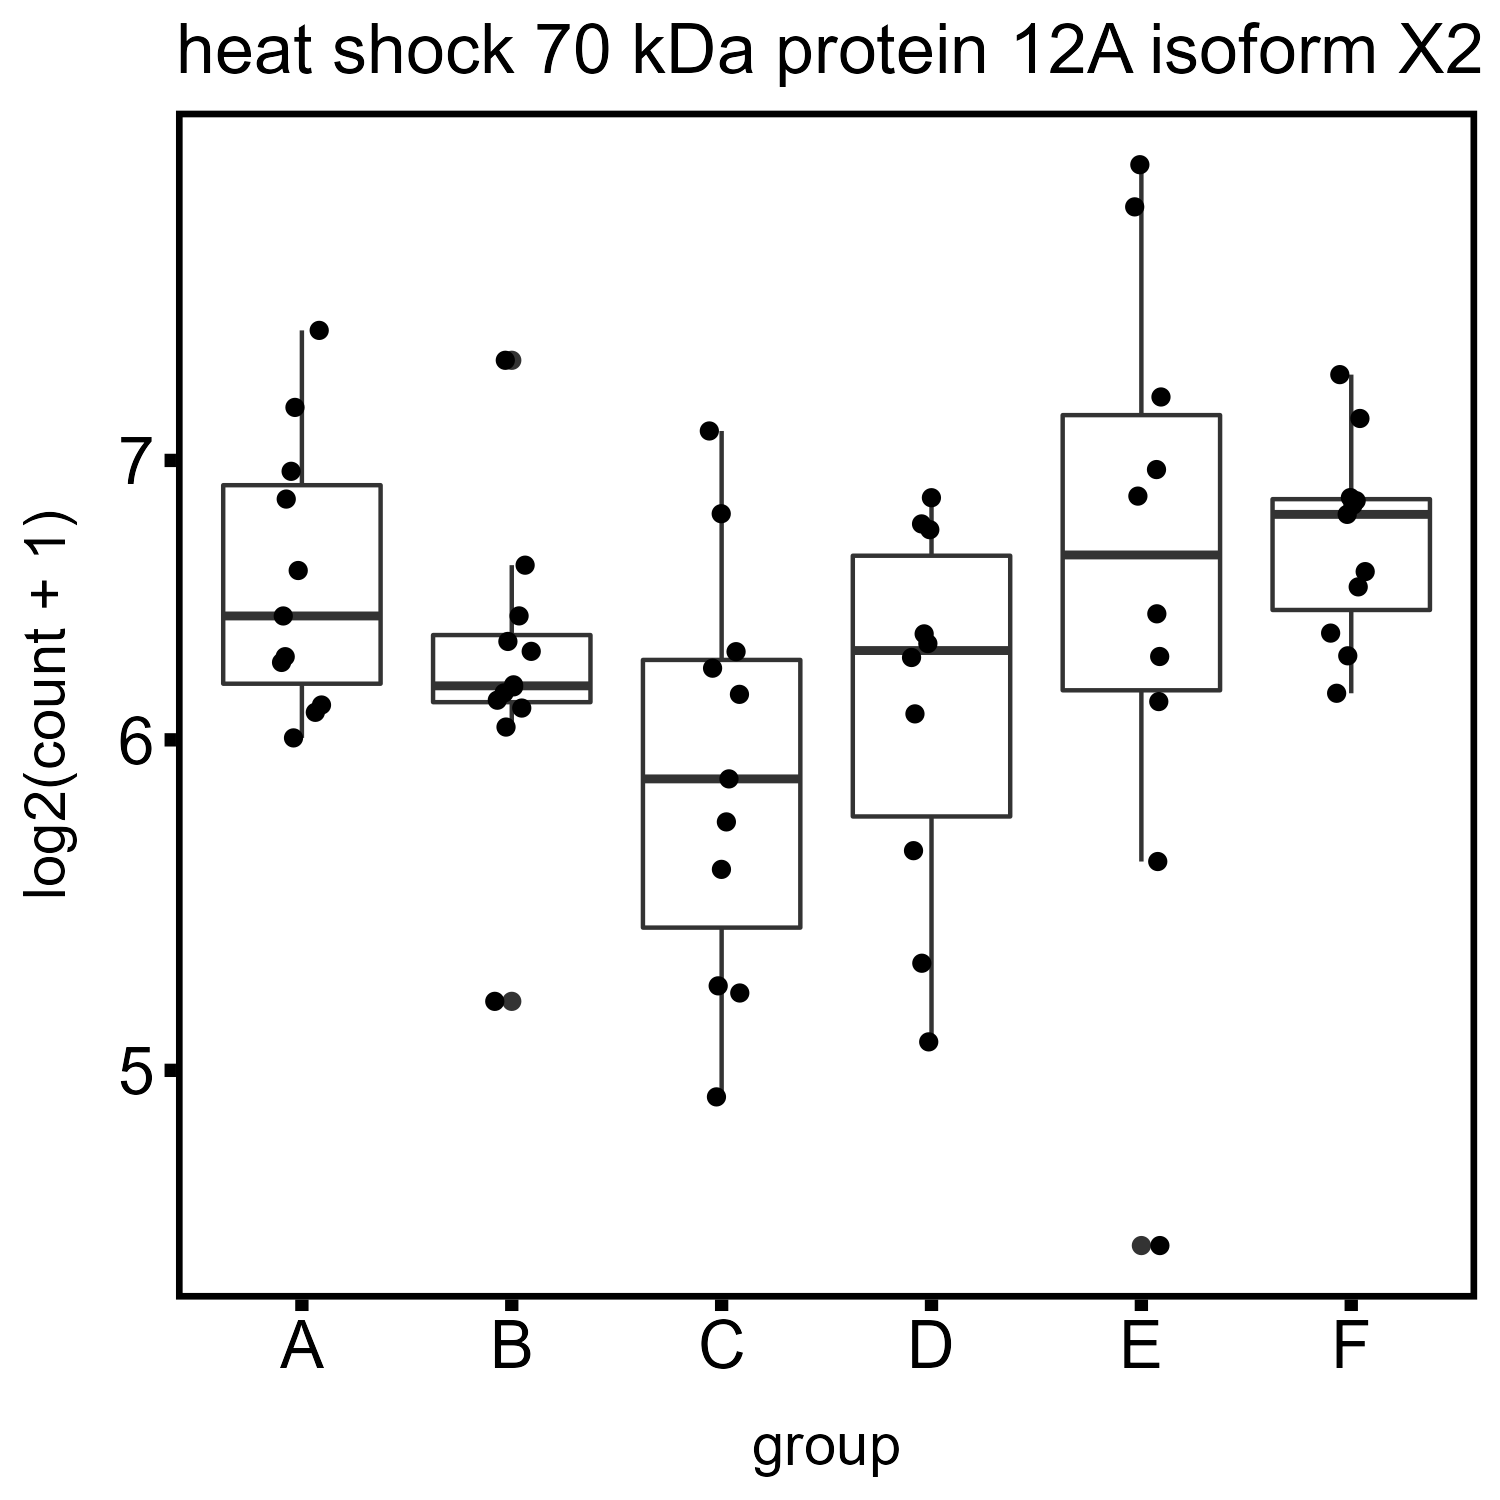 heat shock 70 kDa protein 12A isoform X2
log2(count + 1)
7
6
5
A B C D E F
group